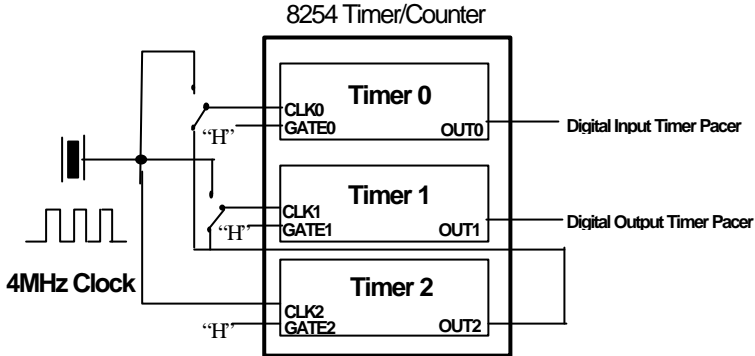 8254 Timer/Counter
Timer 0
CLK0
"H"
GATE0
OUT0
Digital Input Timer Pacer
Timer 1
CLK1
"H"
GATE1
OUT1
Digital Output Timer Pacer
4MHz Clock
Timer 2
CLK2
"H"
GATE2
OUT2